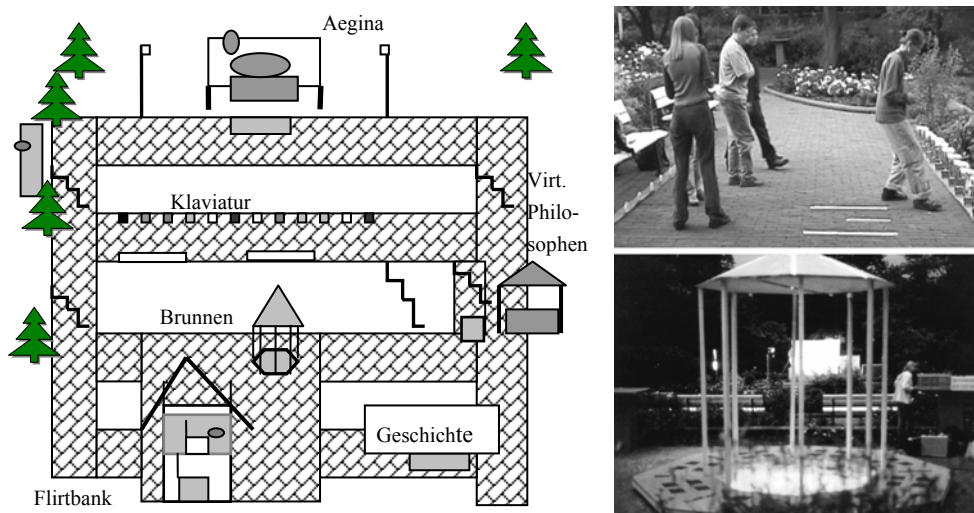 Aegina
Klaviatur
Virt.
Philo-
sophen
Brunnen
Geschichte
Flirtbank